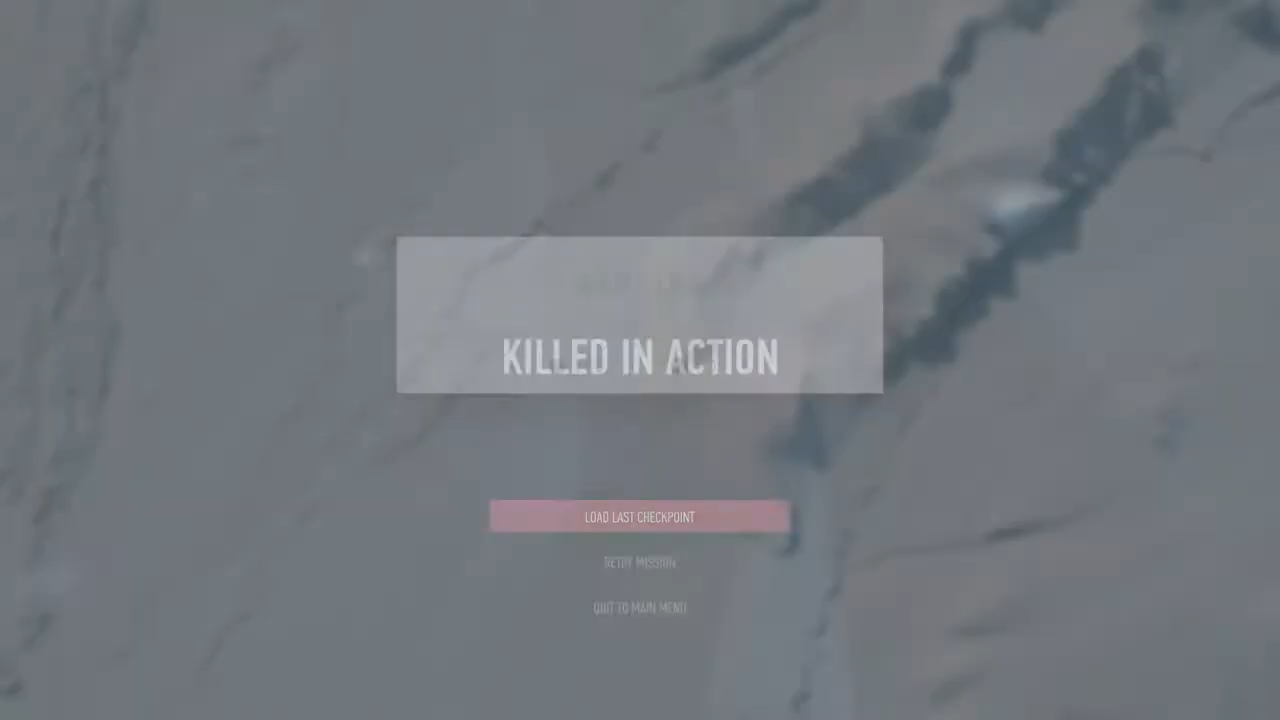 KILLED IN ACTION
LOAD LAST CHECKPOINT
RETRY MISSION
QUIT TO MAIN MENU